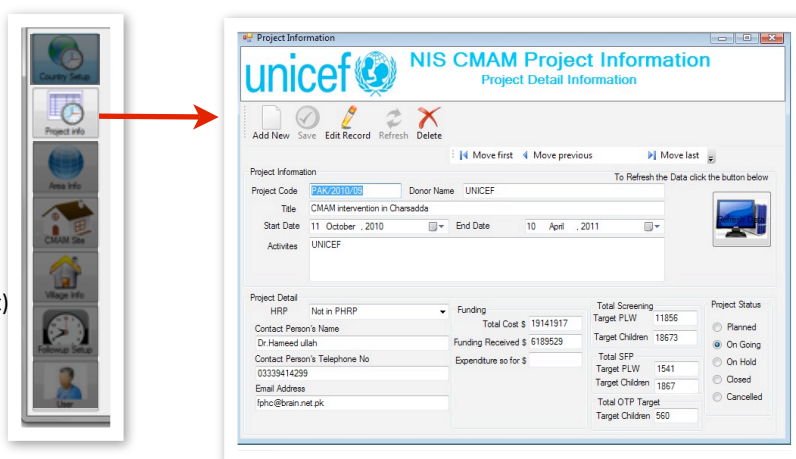 Country Setup
Project info
Area Info
CMAM Site
Village Info
Followup Setup
User
t)
Project Information
unicef
NIS CMAM Project Information
Project Detail Information
Add New Save Edit Record Refresh Delete
Move first Move previous Move last
Project Information To Refresh the Data click the button below
Project Code PAK/2010/09 Donor Name UNICEF
Title CMAM intervention in Charsadda
Start Date 11 October , 2010 End Date 10 April , 2011
Refresh Data
Activites UNICEF
Project Detail
HRP Not in PHRP
Contact Person's Name
Dr.Hameed ullah
Contact Person's Telephone No
03339414299
Email Address
fphc@brain.net.pk
Funding
Total Cost $ 19141917
Funding Received $ 6189529
Expenditure so for $
Total Screening
Target PLW 11856
Target Children 18673
Total SFP
Target PLW 1541
Target Children 1867
Total OTP Target
Target Children 560
Project Status
Planned
On Going
On Hold
Closed
Cancelled